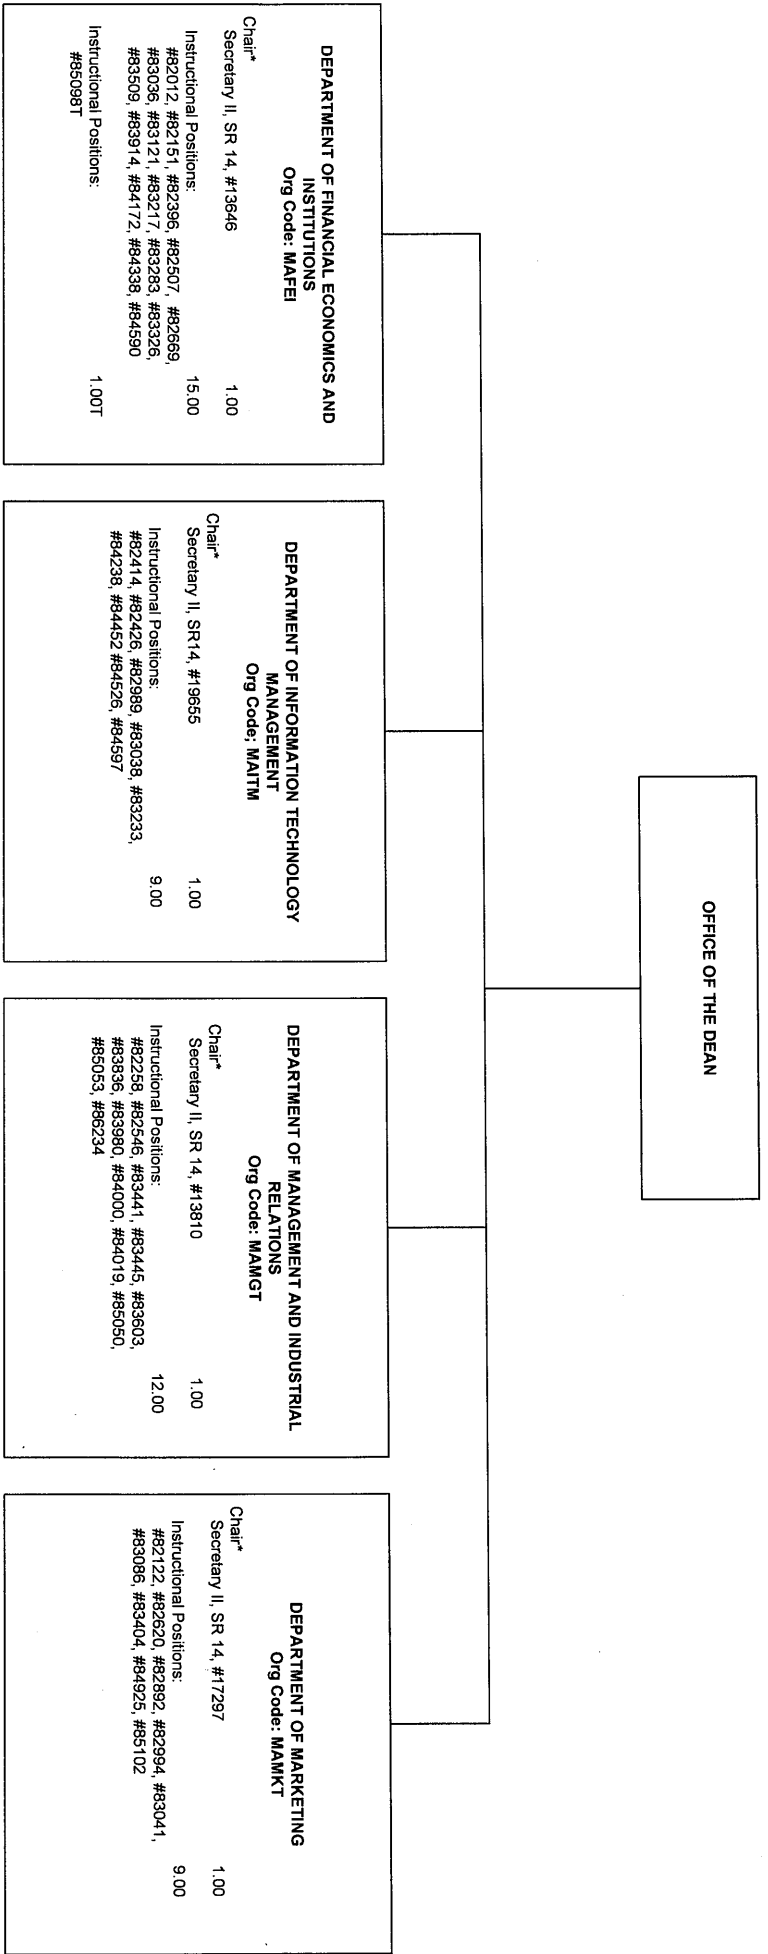 OFFICE OF THE DEAN
DEPARTMENT OF FINANCIAL ECONOMICS AND
INSTITUTIONS
Org Code: MAFEI
Chair*
Secretary II, SR 14, #13646 1.00
Instructional Positions: 15.00
#82012, #82151, #82396, #82507, #82669,
#83036, #83121, #83217, #83283, #83326,
#83509, #83914, #84172, #84338, #84590
Instructional Positions: 1.00T
#85098T
DEPARTMENT OF INFORMATION TECHNOLOGY
MANAGEMENT
Org Code; MAITM
Chair*
Secretary II, SR14, #19655 1.00
Instructional Positions: 9.00
#82414, #82426, #82989, #83038, #83233,
#84238, #84452 #84526, #84597
DEPARTMENT OF MANAGEMENT AND INDUSTRIAL
RELATIONS
Org Code: MAMGT
Chair*
Secretary II, SR 14, #13810 1.00
Instructional Positions: 12.00
#82258, #82546, #83441, #83445, #83603,
#83836, #83980, #84000, #84019, #85050,
#85053, #86234
DEPARTMENT OF MARKETING
Org Code: MAMKT
Chair*
Secretary II, SR 14, #17297 1.00
Instructional Positions: 9.00
#82122, #82620, #82892, #82994, #83041,
#83086, #83404, #84925, #85102